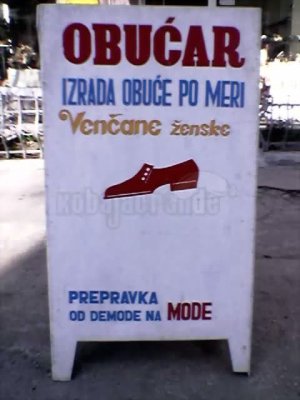 OBUĆAR
IZRADA OBUĆE PO MERI
Venčane ženske
PREPRAVKA
OD DEMODE NA MODE